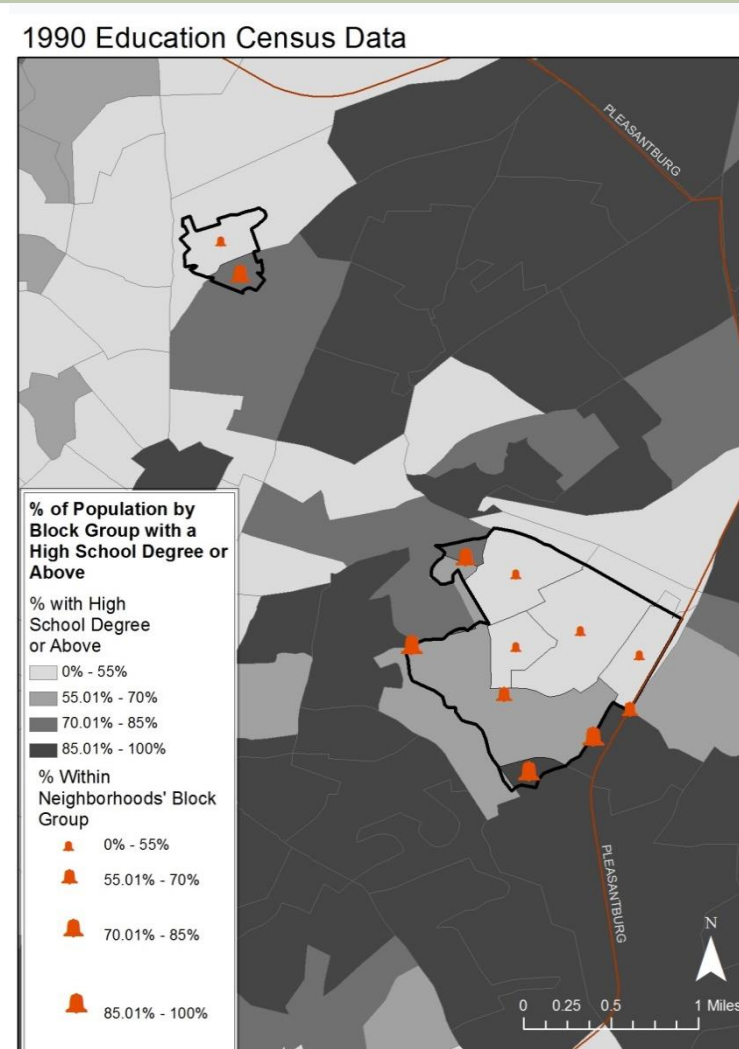 1990 Education Census Data
PLEASANTBURG
% of Population by
Block Group with a
High School Degree or
Above
% with High
School Degree
or Above
0% - 55%
55.01% - 70%
70.01% - 85%
85.01% - 100%
% Within
Neighborhoods' Block
Group
0% - 55%
55.01% - 70%
70.01% - 85%
85.01% - 100%
PLEASANTBURG
N
0 0.25 0.5 1 Miles